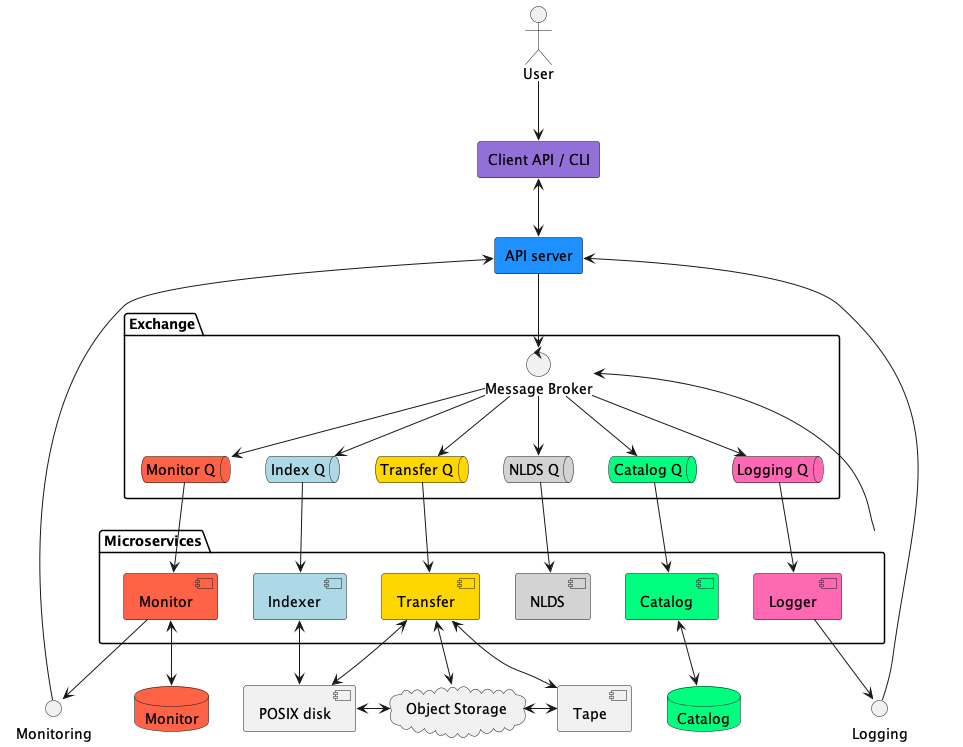 User
Client API / CLI
API server
Exchange
Message Broker
Monitor Q
Index Q
Transfer Q
NLDS Q
Catalog Q
Logging Q
Microservices
Monitor
Indexer
Transfer
NLDS
Catalog
Logger
Monitoring
Monitor
POSIX disk
Object Storage
Tape
Catalog
Logging